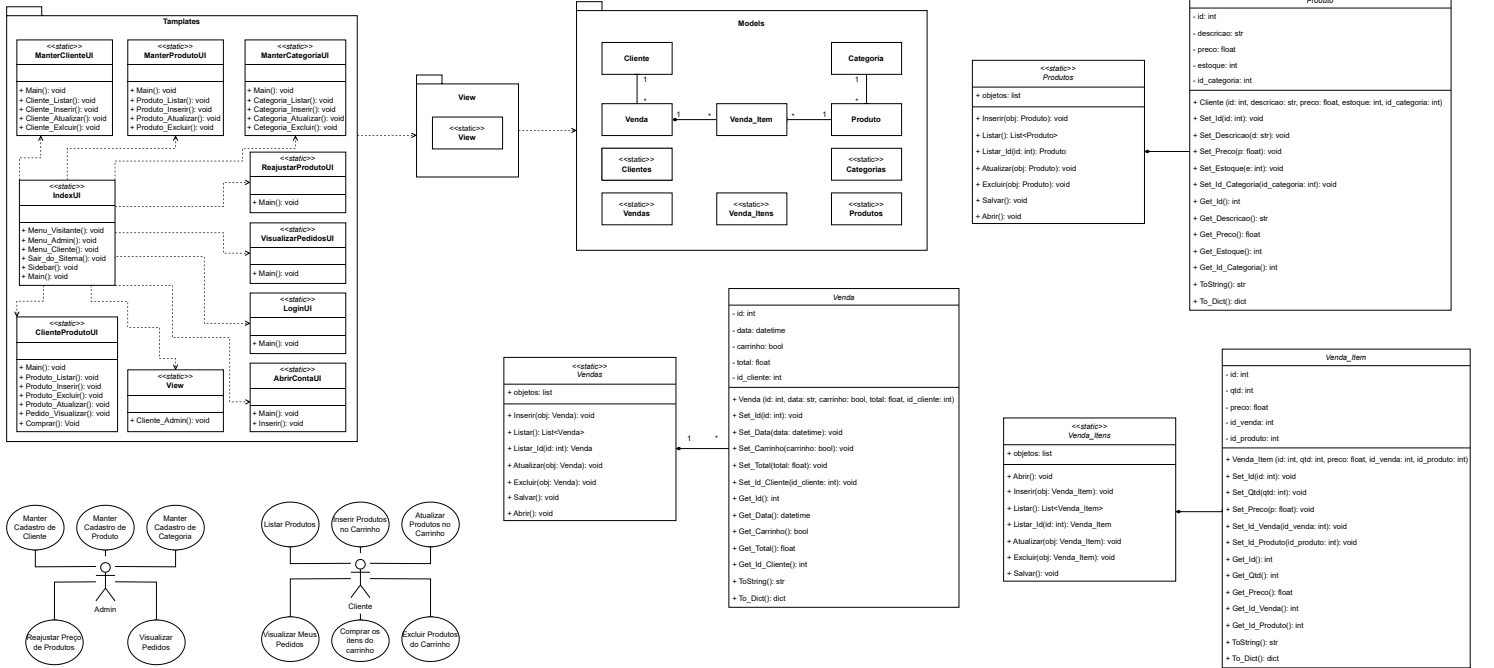 Tamplates
<<static>>
ManterClienteUI
+ Main(): void
+ Cliente_Listar(): void
+ Cliente_Inserir(): void
+ Cliente_Atualizar(): void
+ Cliente_Exlcuir(): void
<<static>>
ManterProdutoUI
+ Main(): void
+ Produto_Listar(): void
+ Produto_Inserir(): void
+ Produto_Atualizar(): void
+ Produto_Excluir(): void
<<static>>
ManterCategoriaUI
+ Main(): void
+ Categoria_Listar(): void
+ Categoria_Inserir(): void
+ Categoria_Atualizar(): void
+ Cetegoria_Excluir(): void
<<static>>
IndexUI
+ Menu_Visitante(): void
+ Menu_Admin(): void
+ Menu_Cliente(): void
+ Sair_do_Sitema(): void
+ Sidebar(): void
+ Main(): void
<<static>>
ReajustarProdutoUI
+ Main(): void
<<static>>
VisualizarPedidosUI
+ Main(): void
<<static>>
LoginUI
+ Main(): void
<<static>>
AbrirContaUI
+ Main(): void
+ Inserir(): void
<<static>>
ClienteProdutoUI
+ Main(): void
+ Produto_Listar(): void
+ Produto_Inserir(): void
+ Produto_Excluir(): void
+ Produto_Atualizar(): void
+ Pedido_Visualizar(): void
+ Comprar(): Void
<<static>>
View
+ Cliente_Admin(): void
View
<<static>>
View
Models
Cliente
Categoria
1
1
*
*
Venda
1
*
Venda_Item
*
1
Produto
<<static>>
Clientes
<<static>>
Categorias
<<static>>
Vendas
<<static>>
Venda_Itens
<<static>>
Produtos
<<static>>
Produtos
+ objetos: list
+ Inserir(obj: Produto): void
+ Listar(): List<Produto>
+ Listar_Id(id: int): Produto
+ Atualizar(obj: Produto): void
+ Excluir(obj: Produto): void
+ Salvar(): void
+ Abrir(): void
Produto
- id: int
- descricao: str
- preco: float
- estoque: int
- id_categoria: int
+ Cliente (id: int, descricao: str, preco: float, estoque: int, id_categoria: int)
+ Set_Id(id: int): void
+ Set_Descricao(d: str): void
+ Set_Preco(p: float): void
+ Set_Estoque(e: int): void
+ Set_Id_Categoria(id_categoria: int): void
+ Get_Id(): int
+ Get_Descricao(): str
+ Get_Preco(): float
+ Get_Estoque(): int
+ Get_Id_Categoria(): int
+ ToString(): str
+ To_Dict(): dict
<<static>>
Vendas
+ objetos: list
+ Inserir(obj: Venda): void
+ Listar(): List<Venda>
+ Listar_Id(id: int): Venda
+ Atualizar(obj: Venda): void
+ Excluir(obj: Venda): void
+ Salvar(): void
+ Abrir(): void
1
*
Venda
- id: int
- data: datetime
- carrinho: bool
- total: float
- id_cliente: int
+ Venda (id: int, data: str, carrinho: bool, total: float, id_cliente: int)
+ Set_Id(id: int): void
+ Set_Data(data: datetime): void
+ Set_Carrinho(carrinho: bool): void
+ Set_Total(total: float): void
+ Set_Id_Cliente(id_cliente: int): void
+ Get_Id(): int
+ Get_Data(): datetime
+ Get_Carrinho(): bool
+ Get_Total(): float
+ Get_Id_Cliente(): int
+ ToString(): str
+ To_Dict(): dict
<<static>>
Venda_Itens
+ objetos: list
+ Abrir(): void
+ Inserir(obj: Venda_Item): void
+ Listar(): List<Venda_Item>
+ Listar_Id(id: int): Venda_Item
+ Atualizar(obj: Venda_Item): void
+ Excluir(obj: Venda_Item): void
+ Salvar(): void
Venda_Item
- id: int
- qtd: int
- preco: float
- id_venda: int
- id_produto: int
+ Venda_Item (id: int, qtd: int, preco: float, id_venda: int, id_produto: int)
+ Set_Id(id: int): void
+ Set_Qtd(qtd: int): void
+ Set_Preco(p: float): void
+ Set_Id_Venda(id_venda: int): void
+ Set_Id_Produto(id_produto: int): void
+ Get_Id(): int
+ Get_Qtd(): int
+ Get_Preco(): float
+ Get_Id_Venda(): int
+ Get_Id_Produto(): int
+ ToString(): str
+ To_Dict(): dict
Manter
Cadastro de
Cliente
Manter
Cadastro de
Produto
Manter
Cadastro de
Categoria
Admin
Reajustar Preço
de Produtos
Visualizar
Pedidos
Listar Produtos
Inserir Produtos
no Carrinho
Atualizar
Produtos no
Carrinho
Cliente
Visualizar Meus
Pedidos
Comprar os
itens do
carrinho
Excluir Produtos
do Carrinho